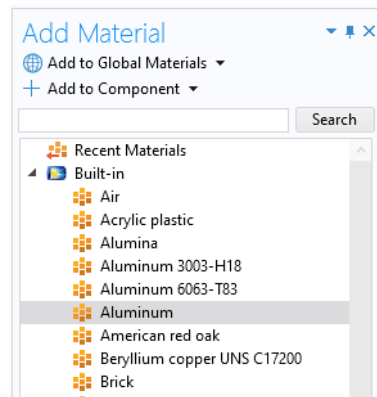 Add Material
Add to Global Materials
Add to Component
Search
Recent Materials
Built-in
Air
Acrylic plastic
Alumina
Aluminum 3003-H18
Aluminum 6063-T83
Aluminum
American red oak
Beryllium copper UNS C17200
Brick